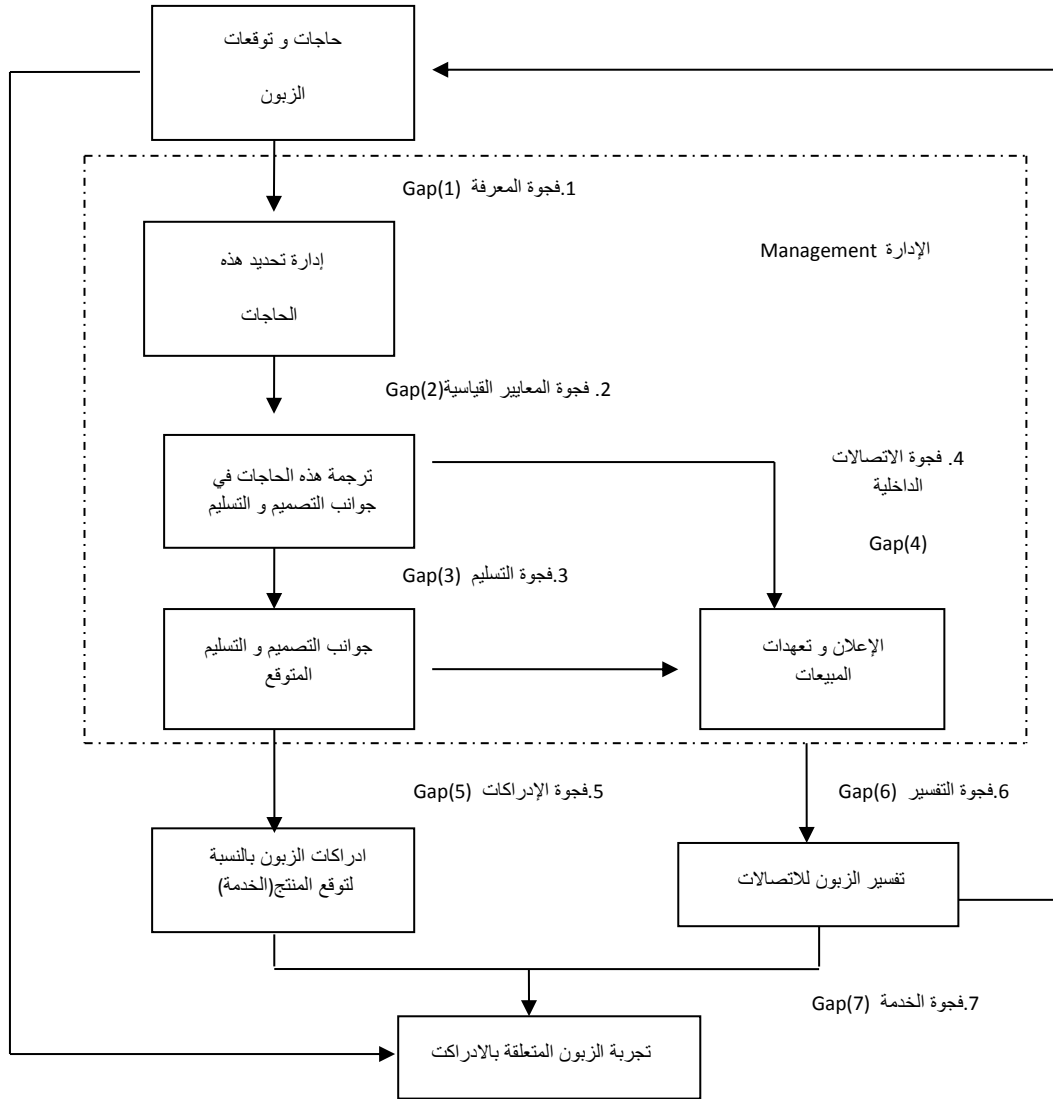 حاجات و توقعات
الزبون
1.فجوة المعرفة Gap(1)
الإدارة Management
إدارة تحديد هذه
الحاجات
2. فجوة المعايير القياسية Gap(2)
ترجمة هذه الحاجات في
جوانب التصميم و التسليم
4. فجوة الاتصالات
الداخلية
Gap(4)
3.فجوة التسليم Gap(3)
جوانب التصميم و التسليم
المتوقع
الإعلان و تعهدات
المبيعات
5.فجوة الإدراكات Gap(5)
6.فجوة التفسير Gap(6)
ادراكات الزبون بالنسبة
لتوقع المنتج(الخدمة)
تفسير الزبون للاتصالات
7.فجوة الخدمة Gap(7)
تجربة الزبون المتعلقة بالادراكت